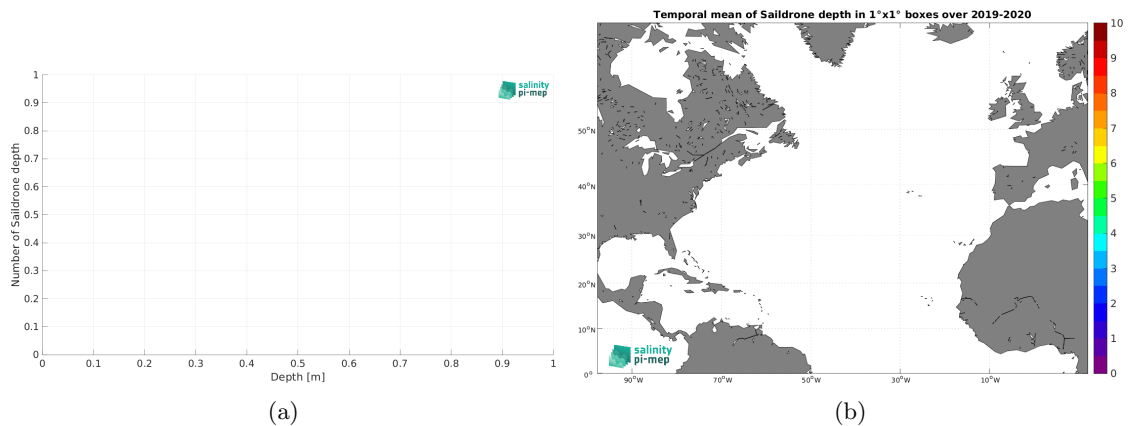 1
0.9
0.8
0.7
0.6
0.5
0.4
0.3
0.2
0.1
0
Number of Saildrone depth
0 0.1 0.2 0.3 0.4 0.5 0.6 0.7 0.8 0.9 1
Depth [m]
salinity
pi-mep
(a)
Temporal mean of Saildrone depth in 1°x1° boxes over 2019-2020
50°N
40°N
30°N
20°N
10°N
0°
90°W 70°W 50°W 30°W 10°W
salinity
pi-mep
10
9
8
7
6
5
4
3
2
1
0
(b)